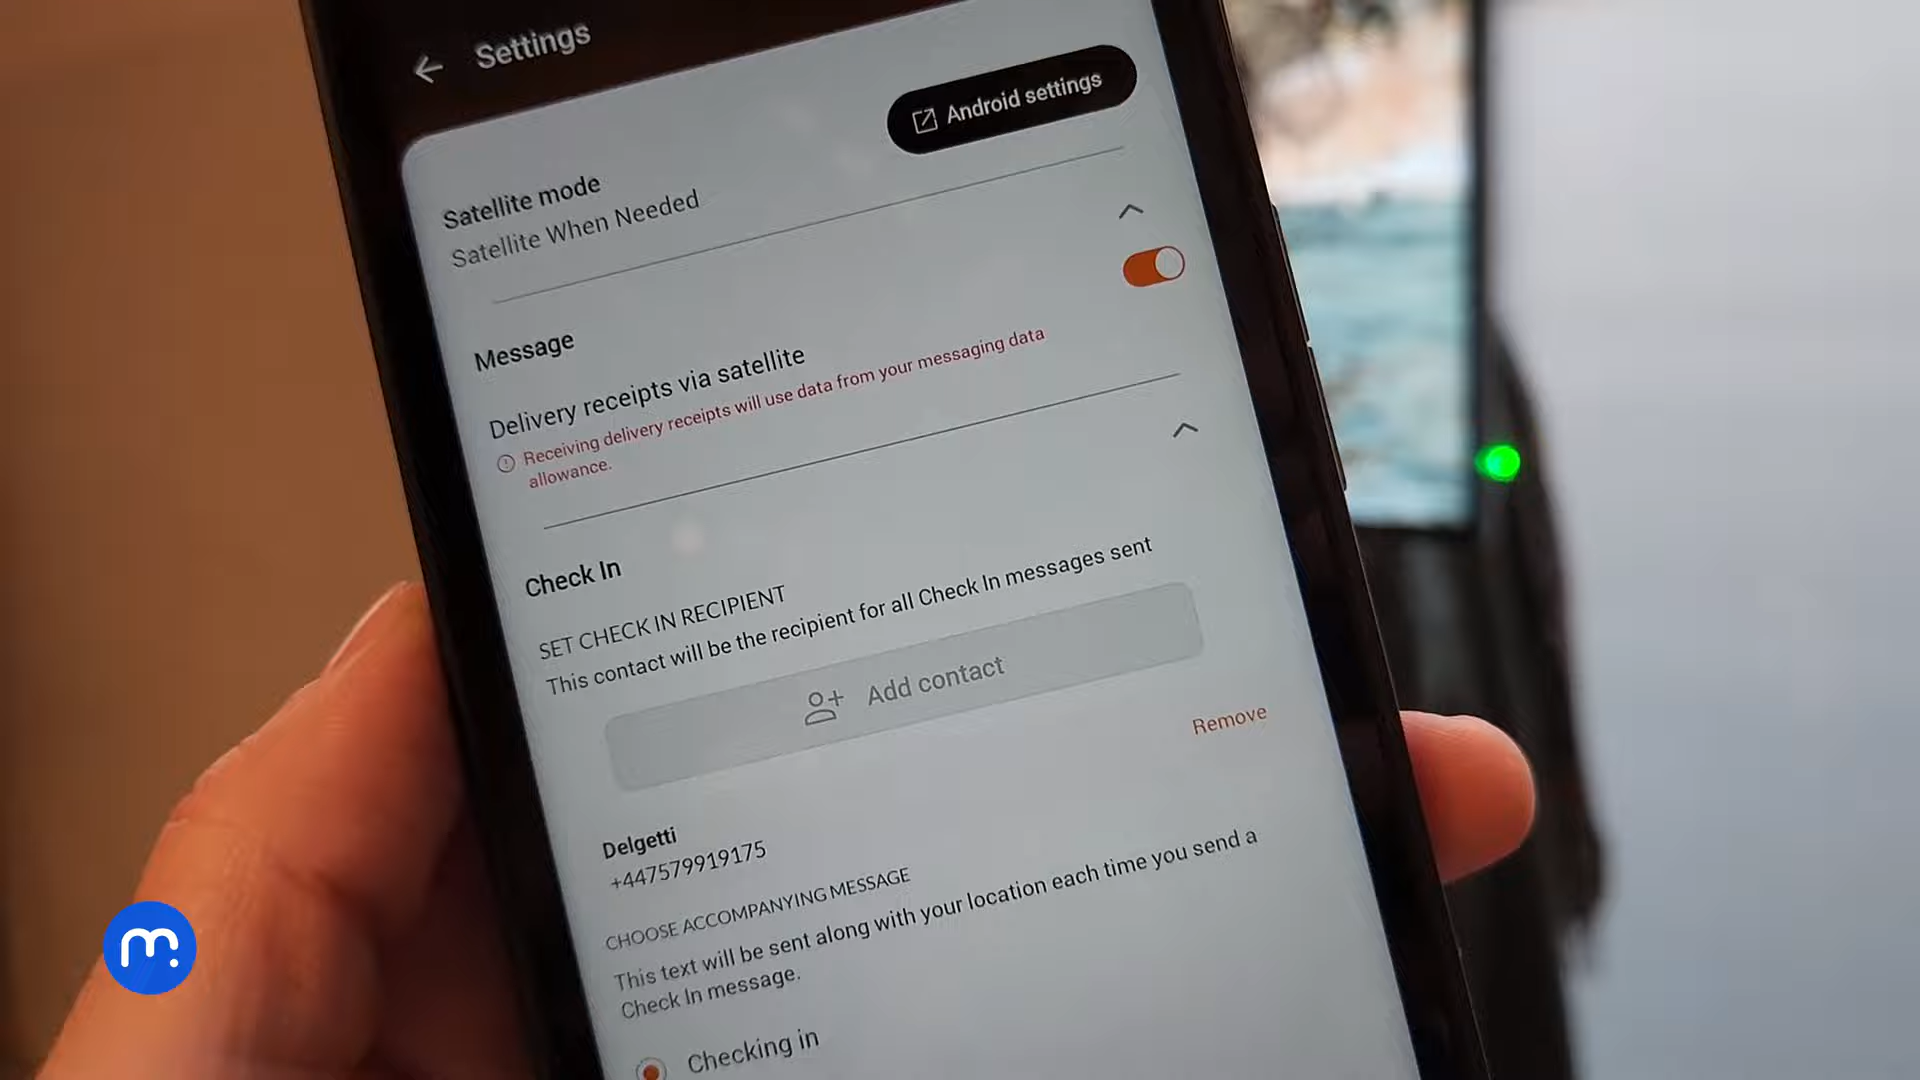 Settings
Android settings
Satellite mode
Satellite When Needed
Message
Delivery receipts via satellite
Receiving delivery receipts will use data from your messaging data
allowance.
Check In
SET CHECK IN RECIPIENT
This contact will be the recipient for all Check In messages sent
Add contact
Remove
Delgetti
+447579919175
CHOOSE ACCOMPANYING MESSAGE
This text will be sent along with your location each time you send a
Check In message.
Checking in
m.